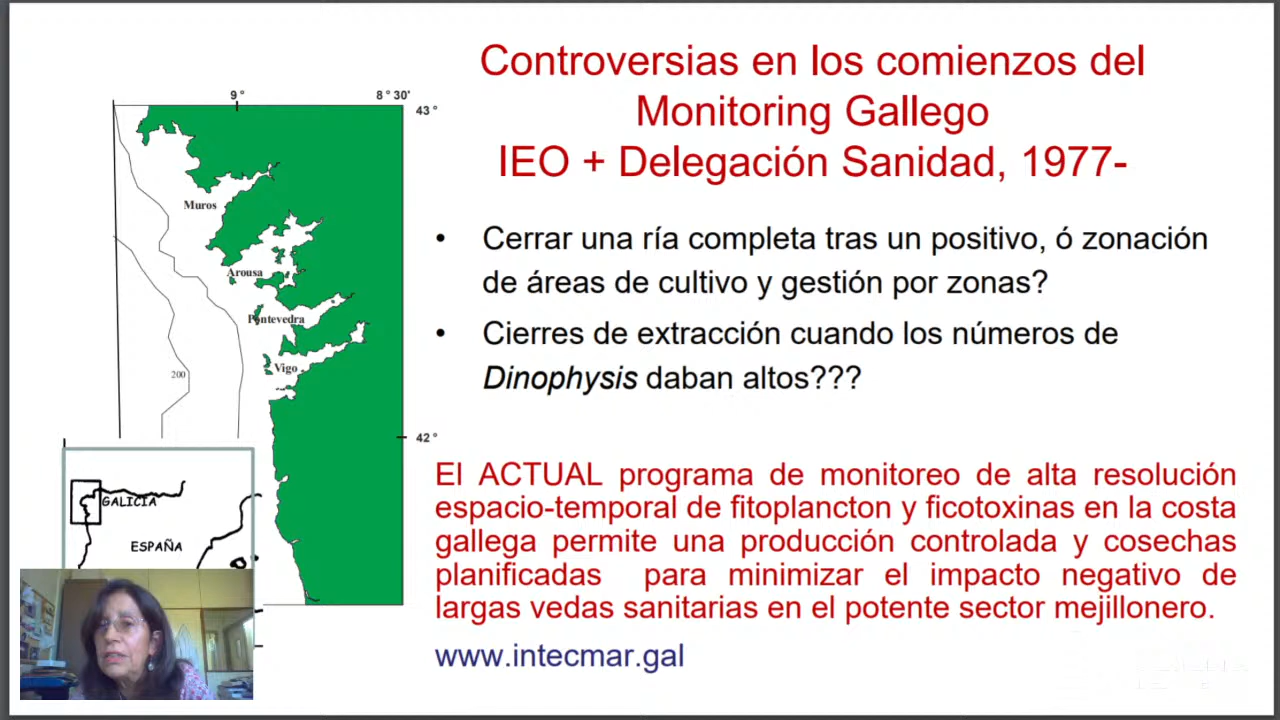 Controversias en los comienzos del
Monitoring Gallego
IEO + Delegación Sanidad, 1977-
9°
8° 30'
43°
Muros
Arousa
Pontevedra
Vigo
200
42°
GALICIA
ESPAÑA
• Cerrar una ría completa tras un positivo, ó zonación
de áreas de cultivo y gestión por zonas?
• Cierres de extracción cuando los números de
Dinophysis daban altos???
El ACTUAL programa de monitoreo de alta resolución
espacio-temporal de fitoplancton y ficotoxinas en la costa
gallega permite una producción controlada y cosechas
planificadas para minimizar el impacto negativo de
largas vedas sanitarias en el potente sector mejillonero.
www.intecmar.gal